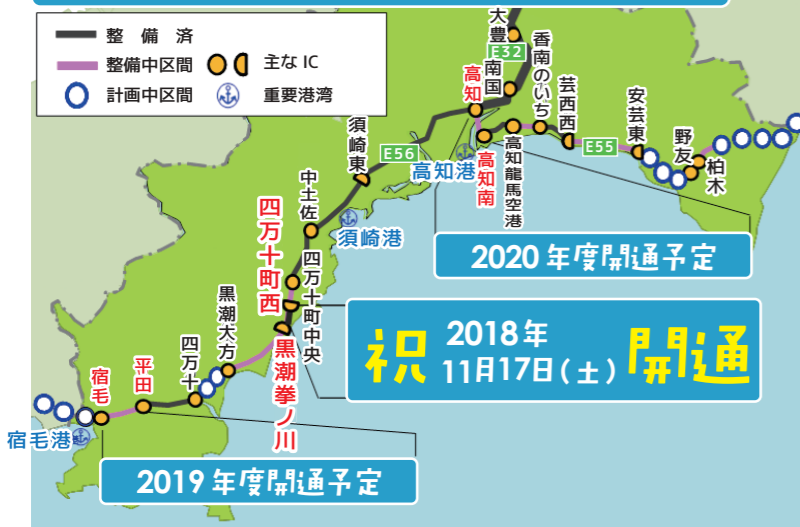 整備済
整備中区間
主なIC
計画中区間
重要港湾
大豊
E32
南国
香南のいち
高知
芸西西
安芸東
須崎東
E56
E55
野友
柏木
高知港
高知南
高知龍馬空港
中土佐
須崎港
四万十町西
四万十町中央
2020年度開通予定
黒潮大方
祝
2018年
11月17日(土)
開通
四万十
黒潮拳ノ川
平田
宿毛
宿毛港
2019年度開通予定